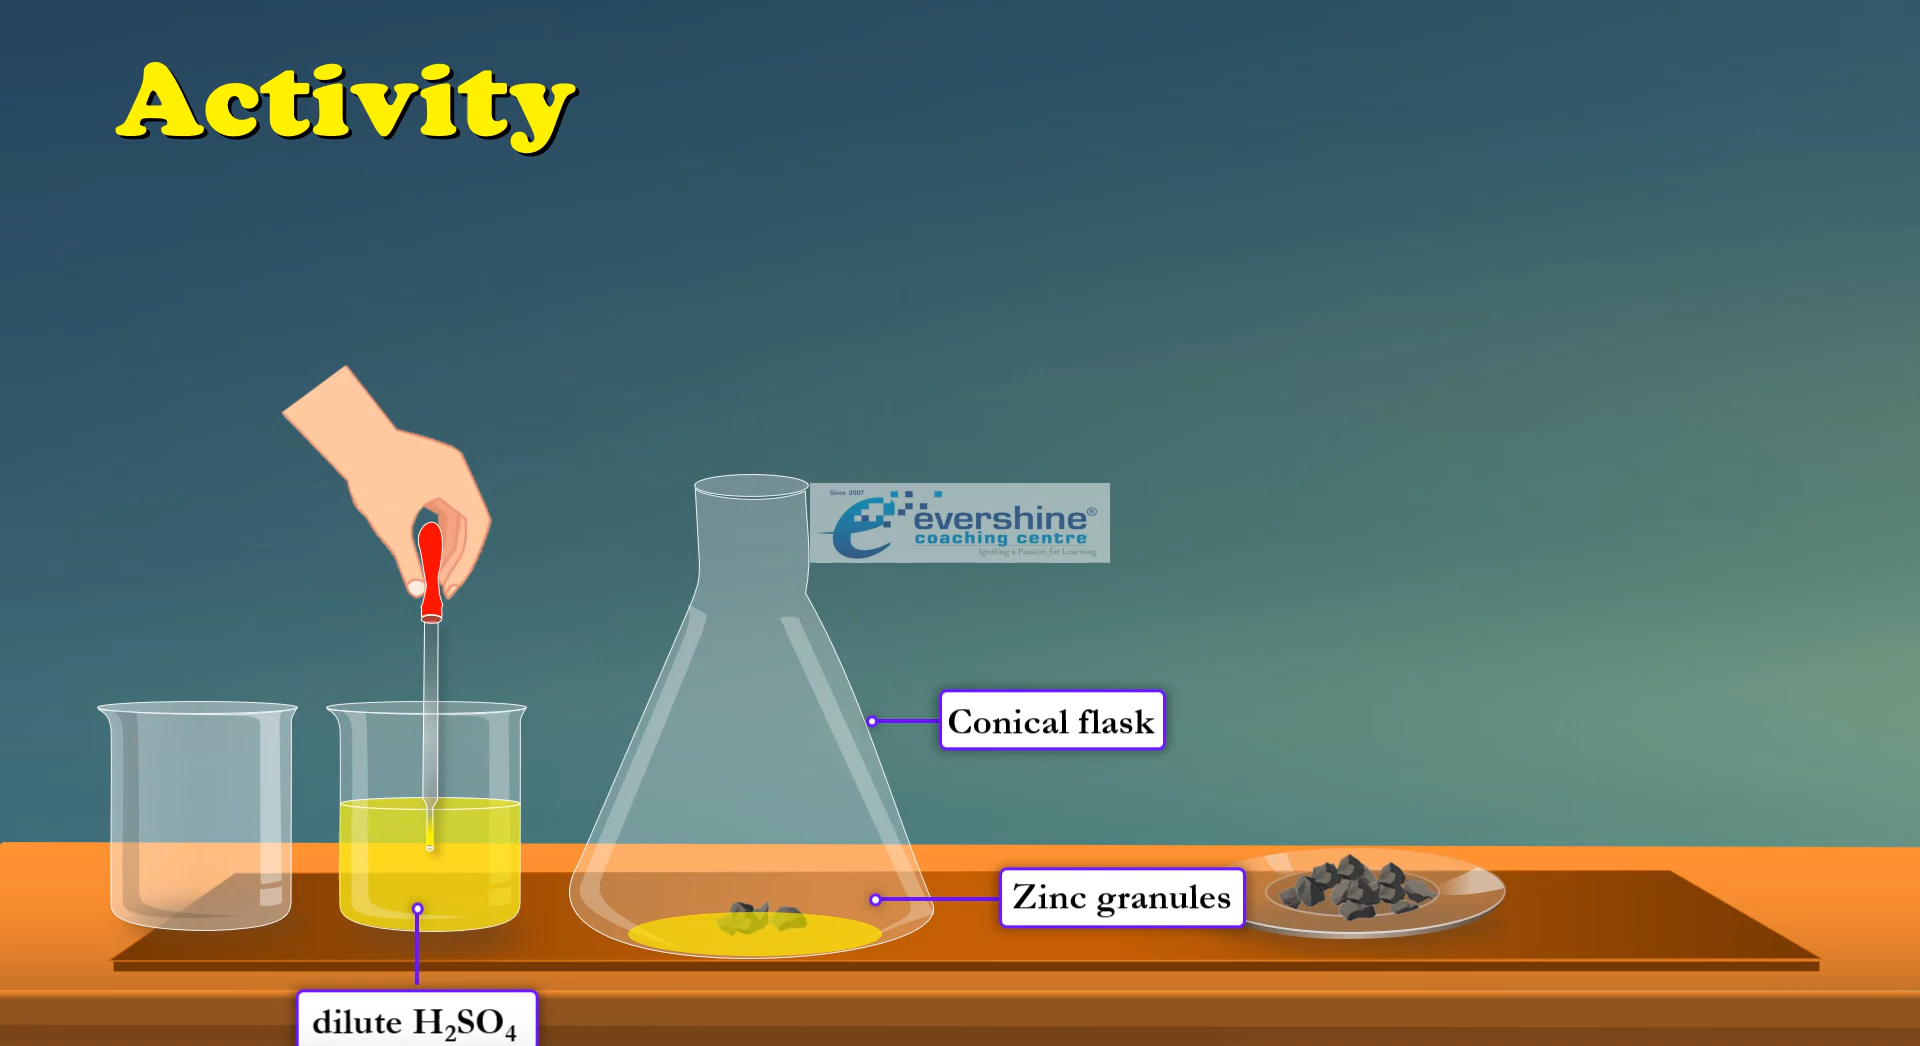 Activity
Since 2007
evershine®
coaching centre
Igniting a Passion for Learning
Conical flask
Zinc granules
dilute H₂SO₄